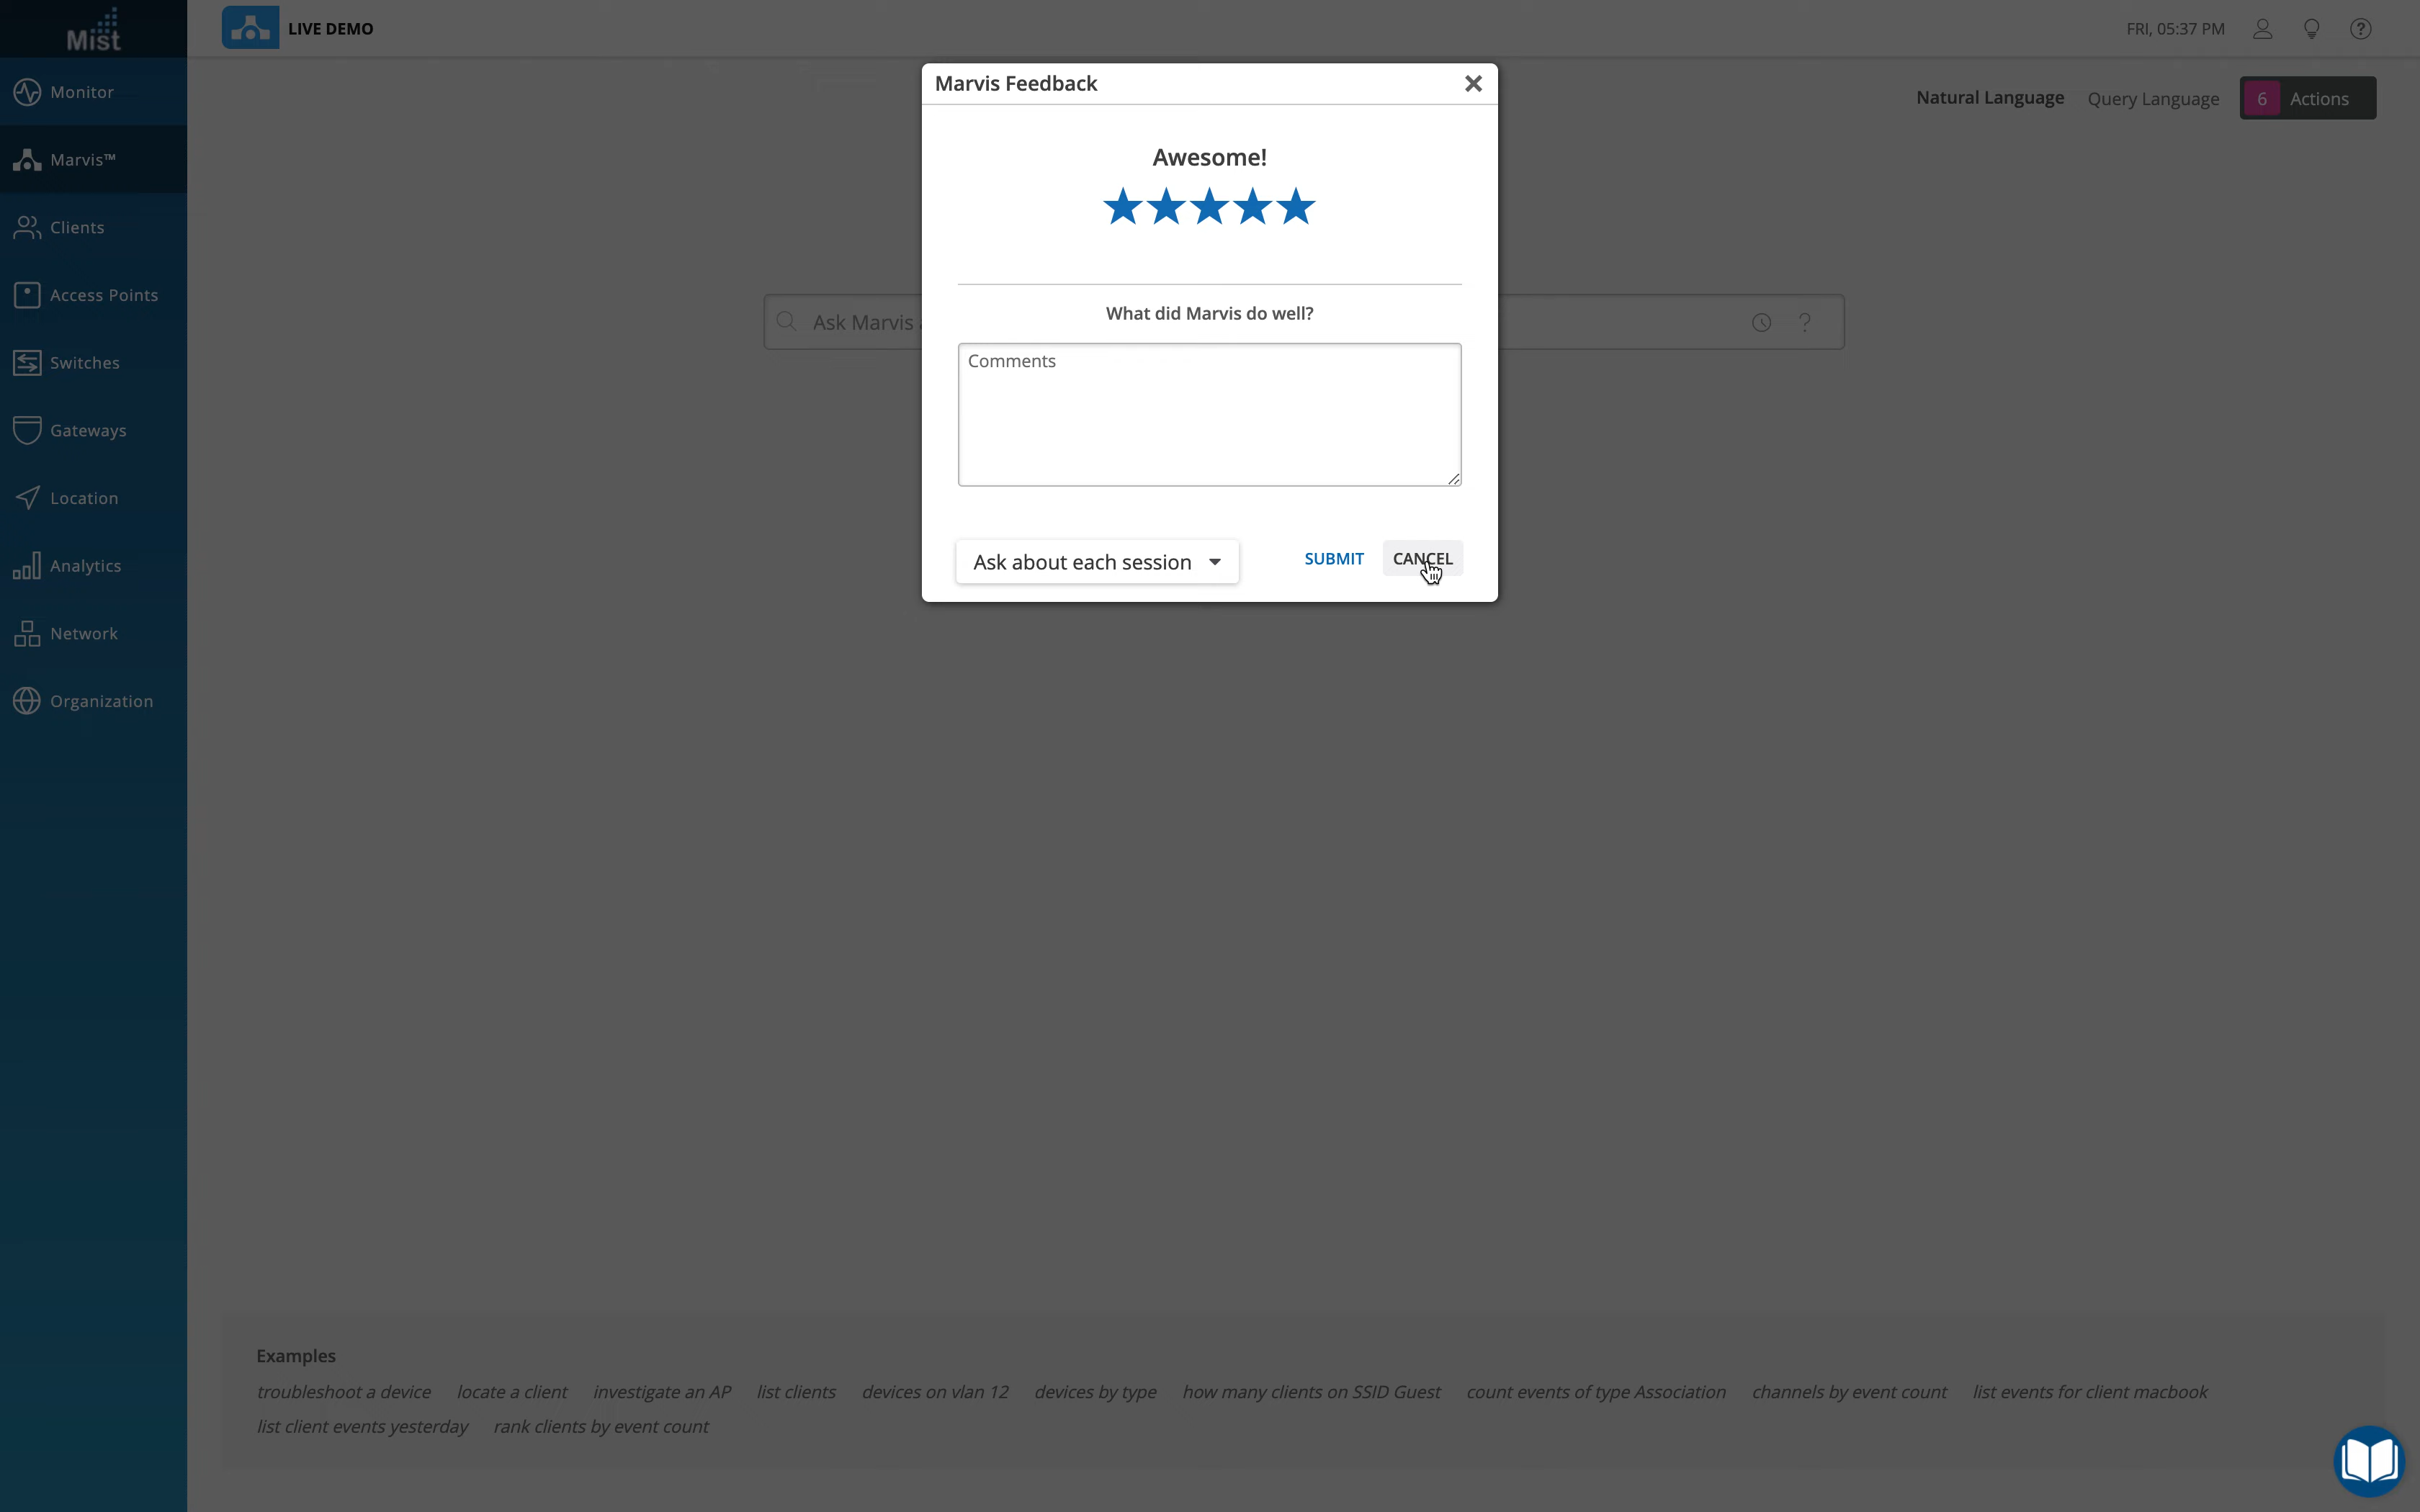 Mist
LIVE DEMO
FRI, 05:37 PM
Monitor
Marvis™
Clients
Access Points
Switches
Gateways
Location
Analytics
Network
Organization
Natural Language
Query Language
6 Actions
Ask Marvis
Marvis Feedback
Awesome!
What did Marvis do well?
Comments
Ask about each session
SUBMIT
CANCEL
Examples
troubleshoot a device locate a client investigate an AP list clients devices on vlan 12 devices by type how many clients on SSID Guest count events of type Association channels by event count list events for client macbook
list client events yesterday rank clients by event count